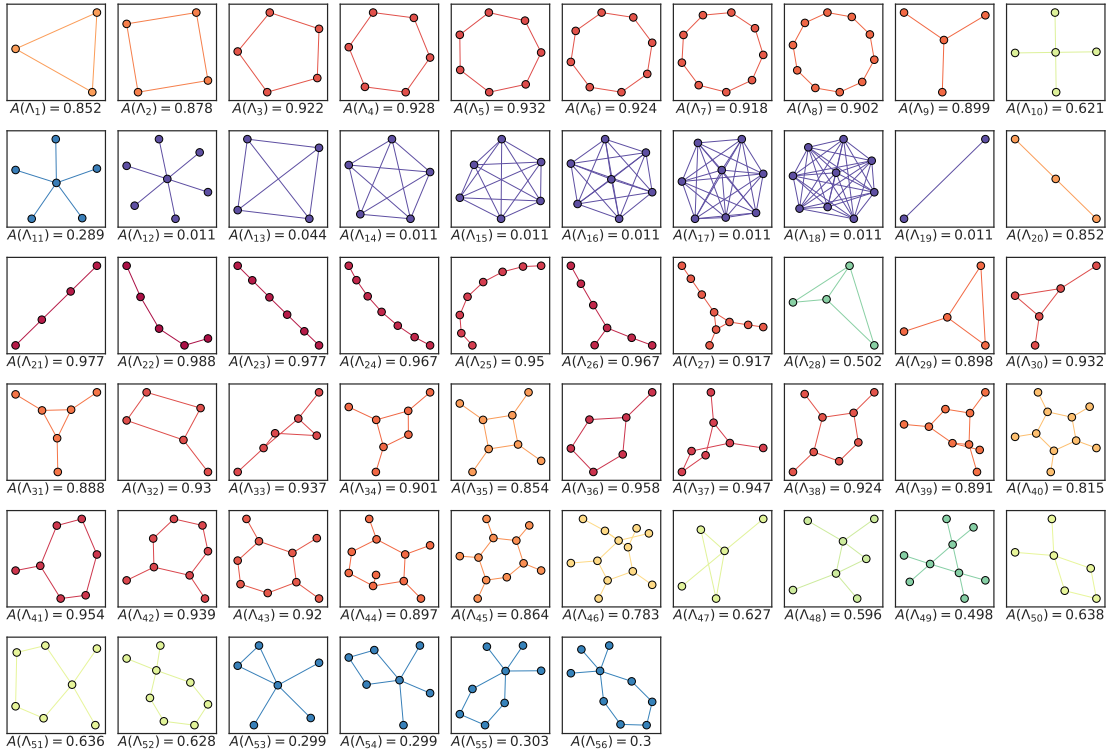 A(Λ₁) = 0.852 A(Λ₂) = 0.878 A(Λ₃) = 0.922 A(Λ₄) = 0.928 A(Λ₅) = 0.932 A(Λ₆) = 0.924 A(Λ₇) = 0.918 A(Λ₈) = 0.902 A(Λ₉) = 0.899 A(Λ₁₀) = 0.621
A(Λ₁₁) = 0.289 A(Λ₁₂) = 0.011 A(Λ₁₃) = 0.044 A(Λ₁₄) = 0.011 A(Λ₁₅) = 0.011 A(Λ₁₆) = 0.011 A(Λ₁₇) = 0.011 A(Λ₁₈) = 0.011 A(Λ₁₉) = 0.011 A(Λ₂₀) = 0.852
A(Λ₂₁) = 0.977 A(Λ₂₂) = 0.988 A(Λ₂₃) = 0.977 A(Λ₂₄) = 0.967 A(Λ₂₅) = 0.95 A(Λ₂₆) = 0.967 A(Λ₂₇) = 0.917 A(Λ₂₈) = 0.502 A(Λ₂₉) = 0.898 A(Λ₃₀) = 0.932
A(Λ₃₁) = 0.888 A(Λ₃₂) = 0.93 A(Λ₃₃) = 0.937 A(Λ₃₄) = 0.901 A(Λ₃₅) = 0.854 A(Λ₃₆) = 0.958 A(Λ₃₇) = 0.947 A(Λ₃₈) = 0.924 A(Λ₃₉) = 0.891 A(Λ₄₀) = 0.815
A(Λ₄₁) = 0.954 A(Λ₄₂) = 0.939 A(Λ₄₃) = 0.92 A(Λ₄₄) = 0.897 A(Λ₄₅) = 0.864 A(Λ₄₆) = 0.783 A(Λ₄₇) = 0.627 A(Λ₄₈) = 0.596 A(Λ₄₉) = 0.498 A(Λ₅₀) = 0.638
A(Λ₅₁) = 0.636 A(Λ₅₂) = 0.628 A(Λ₅₃) = 0.299 A(Λ₅₄) = 0.299 A(Λ₅₅) = 0.303 A(Λ₅₆) = 0.3